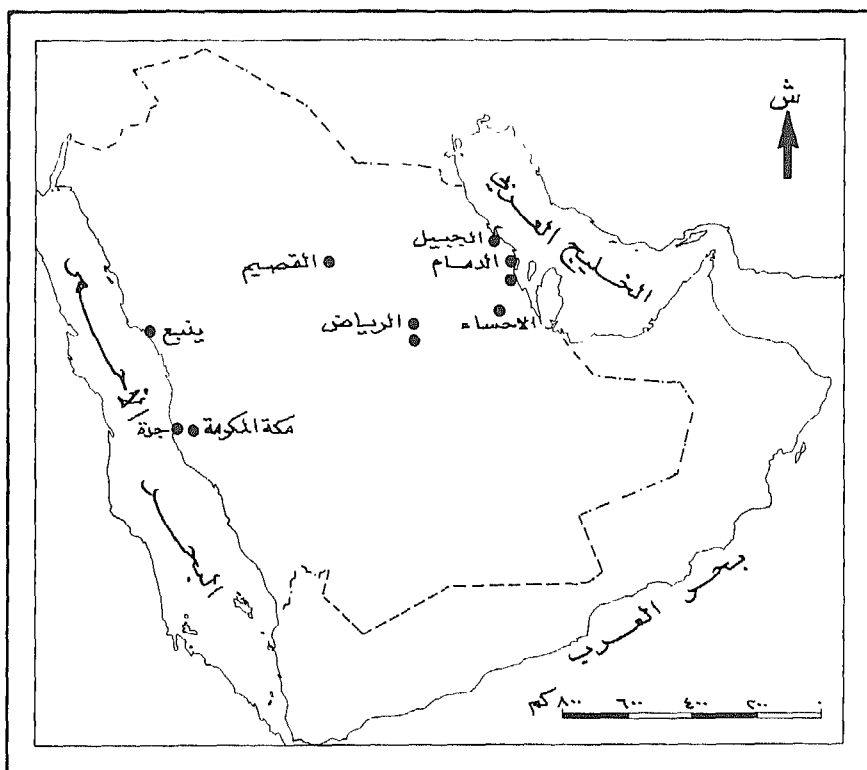 ش
الخليج العربي
الجبيل
الدمام
القصيم
الاحساء
الرياض
ينبع
مكة المكرمة
جدة
البحر الأحمر
بحر العرب
٠ ٢٠٠ ٤٠٠ ٦٠٠ ٨٠٠ كم